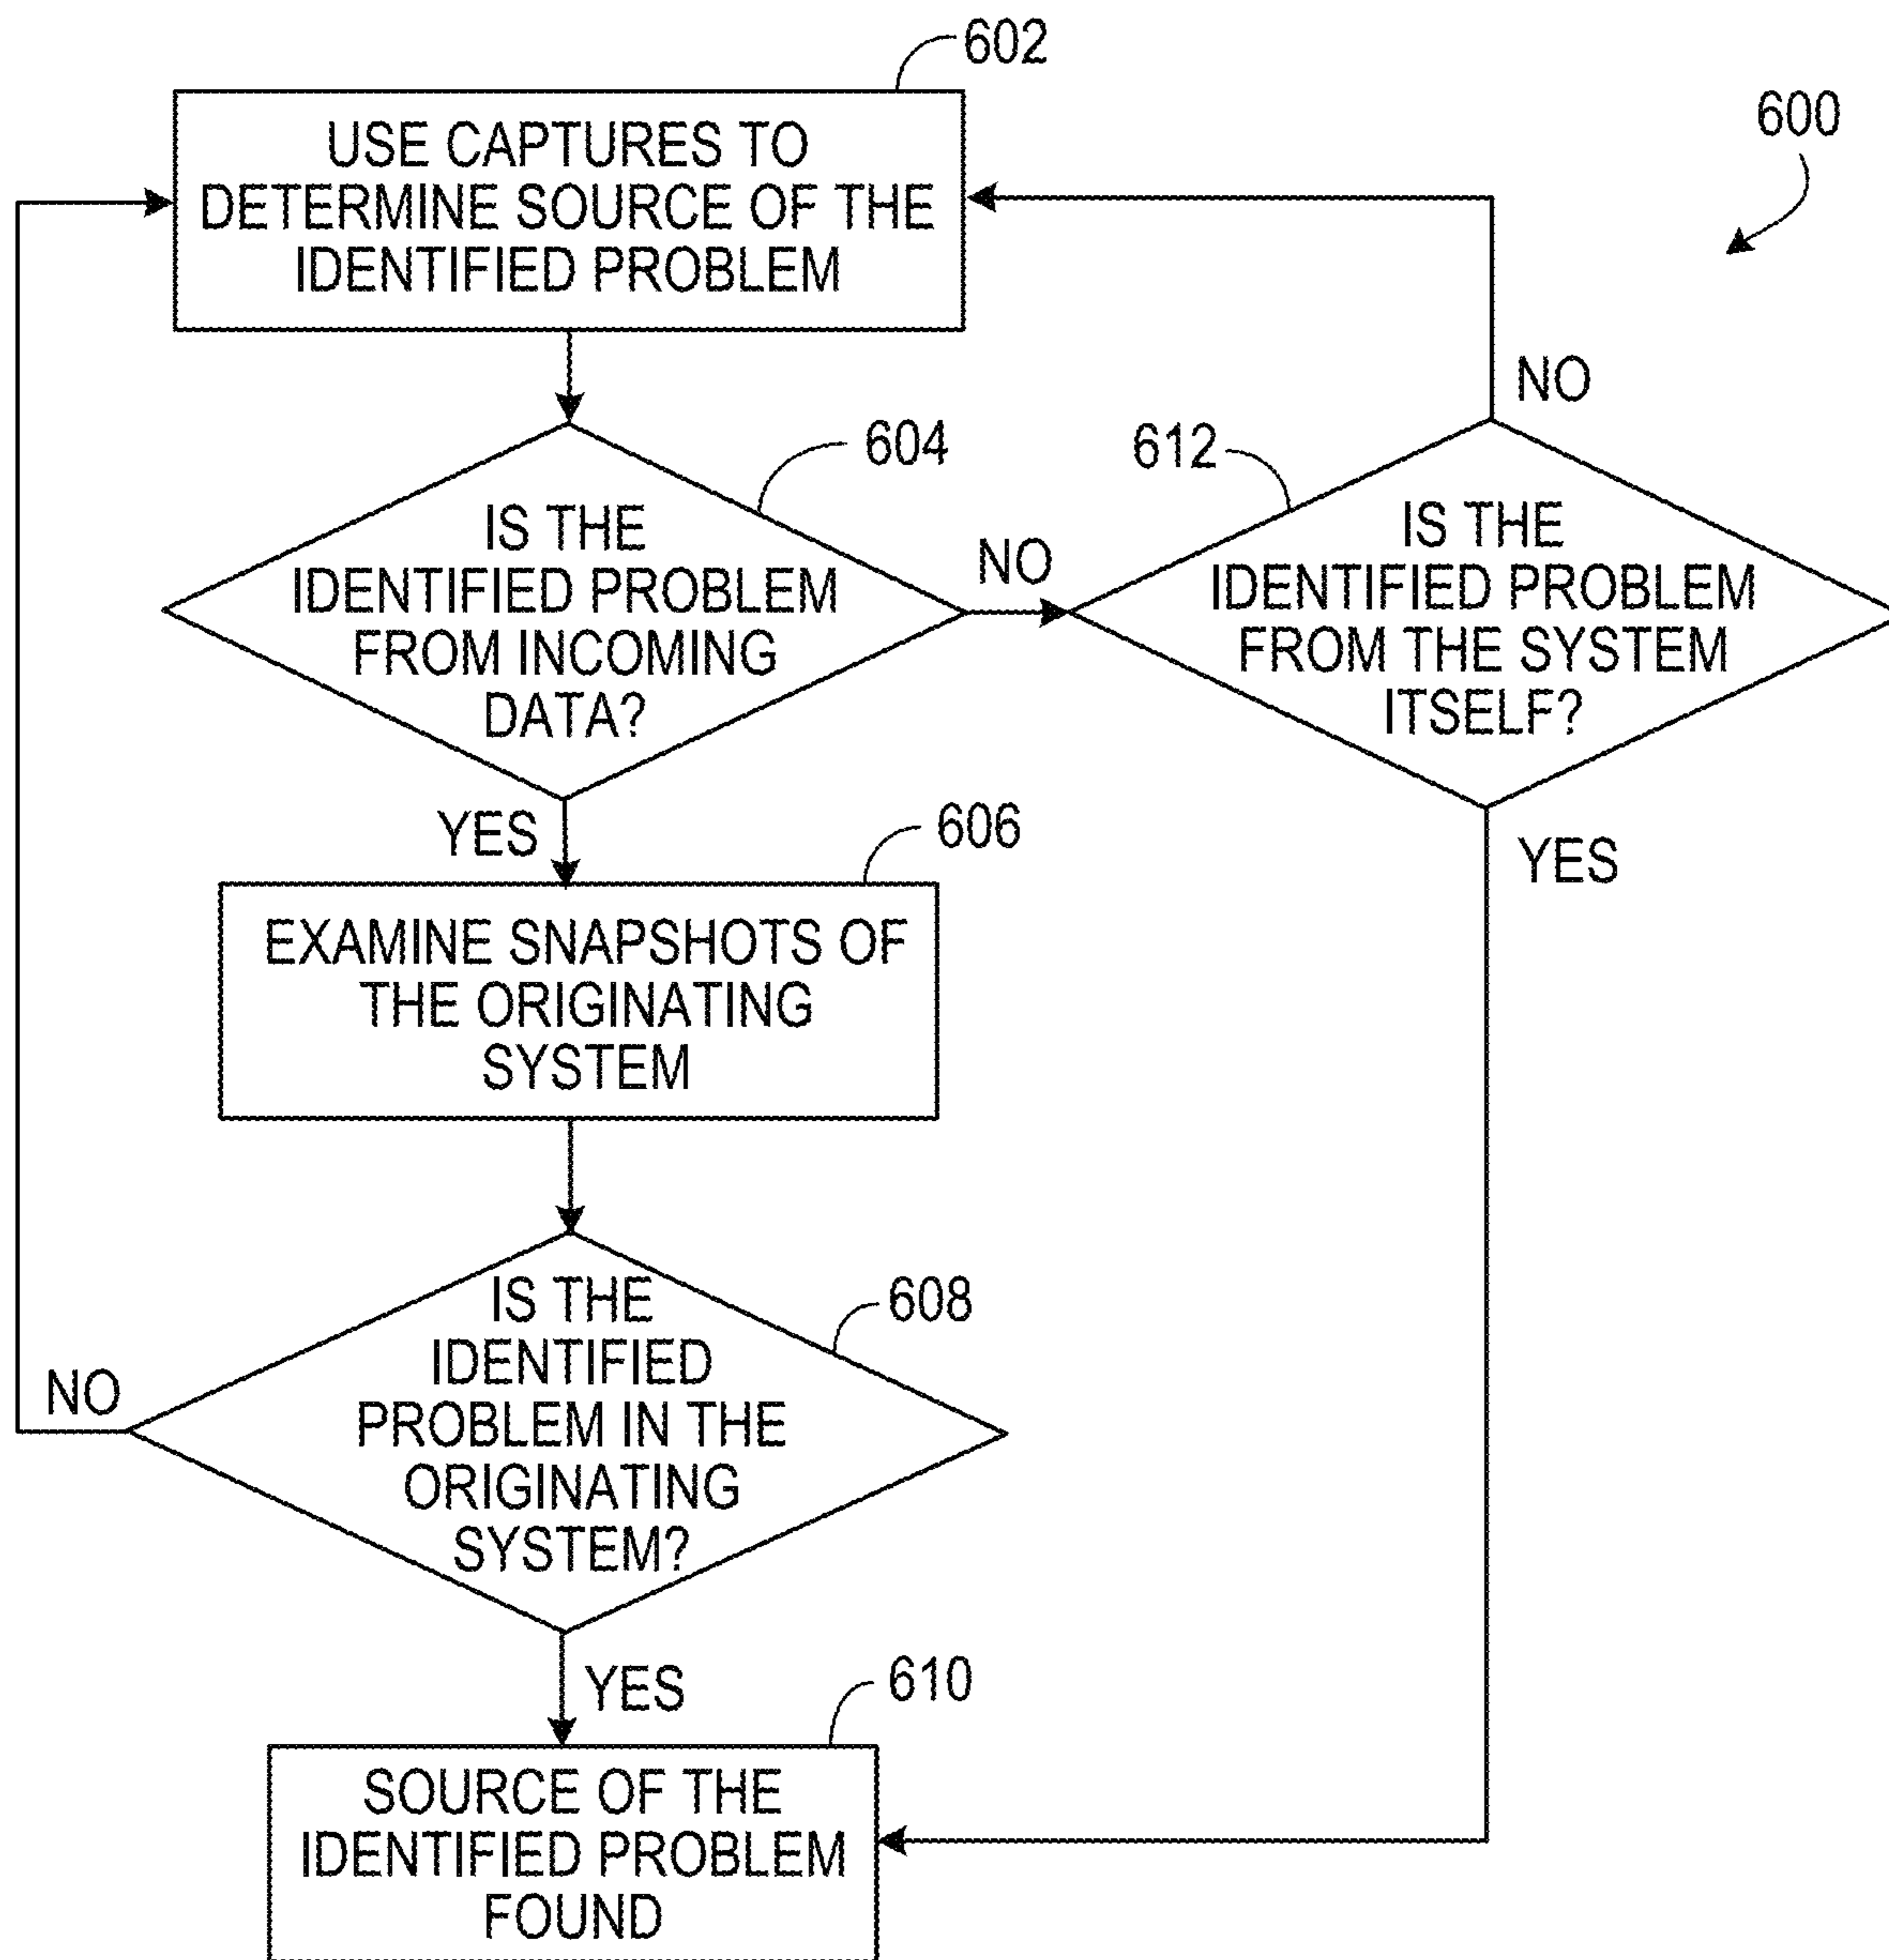 602
600
USE CAPTURES TO
DETERMINE SOURCE OF THE
IDENTIFIED PROBLEM
NO
604
612
IS THE
IDENTIFIED PROBLEM
FROM INCOMING
DATA?
NO
IS THE
IDENTIFIED PROBLEM
FROM THE SYSTEM
ITSELF?
YES
606
YES
EXAMINE SNAPSHOTS OF
THE ORIGINATING
SYSTEM
608
IS THE
IDENTIFIED
PROBLEM IN THE
ORIGINATING
SYSTEM?
NO
YES
610
SOURCE OF THE
IDENTIFIED PROBLEM
FOUND